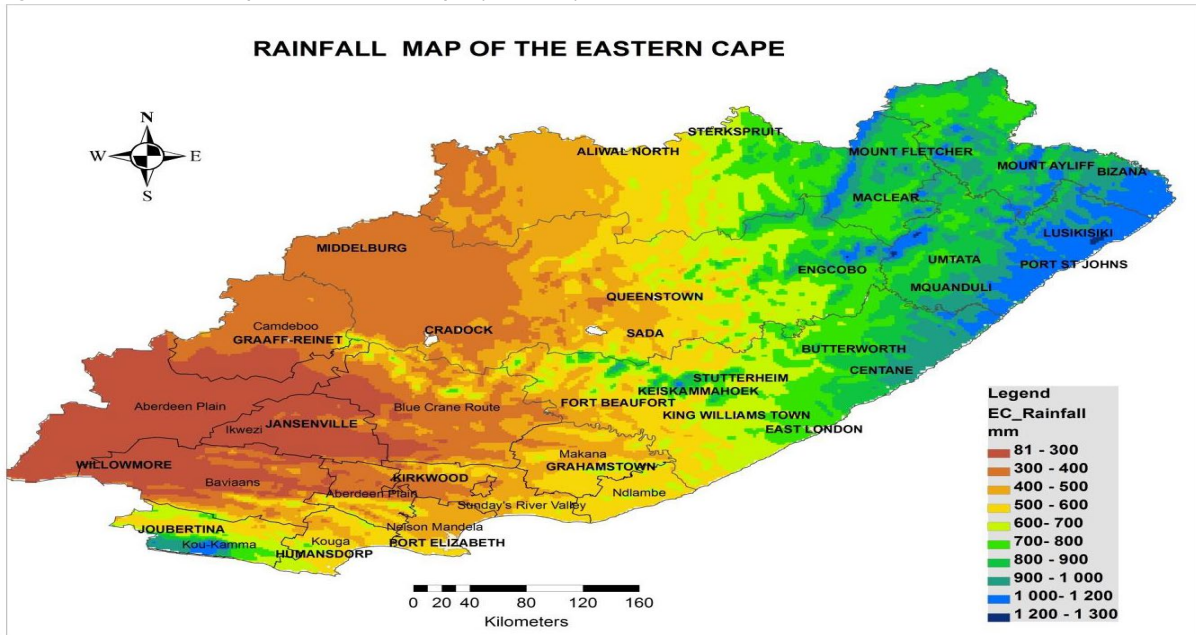 RAINFALL MAP OF THE EASTERN CAPE
N
W E
S
STERKSPRUIT
ALIWAL NORTH
MOUNT FLETCHER
MOUNT AYLIFF
BIZANA
MACLEAR
LUSIKISIKI
MIDDELBURG
UMTATA
PORT ST JOHNS
ENGCOBO
MQUANDULI
QUEENSTOWN
Camdeboo
CRADOCK
SADA
GRAAFF-REINET
BUTTERWORTH
CENTANE
STUTTERHEIM
KEISKAMMAHOEK
Aberdeen Plain
Blue Crane Route
FORT BEAUFORT
KING WILLIAMS TOWN
Ikwezi
JANSENVILLE
EAST LONDON
Makana
WILLOWMORE
GRAHAMSTOWN
Baviaans
KIRKWOOD
Aberdeen Plain
Ndlambe
Sunday's River Valley
JOUBERTINA
Nelson Mandela
Kou-Kamma
Kouga
PORT ELIZABETH
HUMANSDORP
Legend
EC_Rainfall
mm
81 - 300
300 - 400
400 - 500
500 - 600
600- 700
700- 800
800 - 900
900 - 1 000
1 000- 1 200
1 200 - 1 300
0 20 40 80 120 160
Kilometers